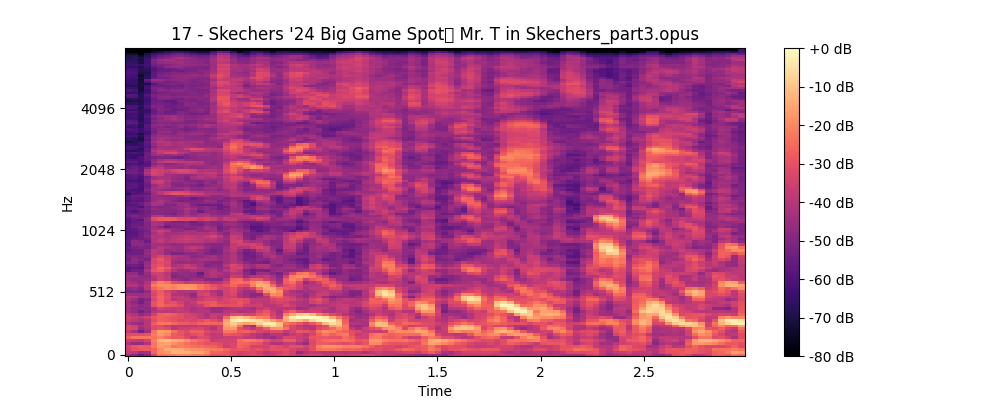 17 - Skechers '24 Big Game Spot▯ Mr. T in Skechers_part3.opus
+0 dB
4096
-10 dB
-20 dB
2048
-30 dB
Hz
-40 dB
1024
-50 dB
512
-60 dB
-70 dB
0
-80 dB
0
0.5
1
1.5
2
2.5
Time